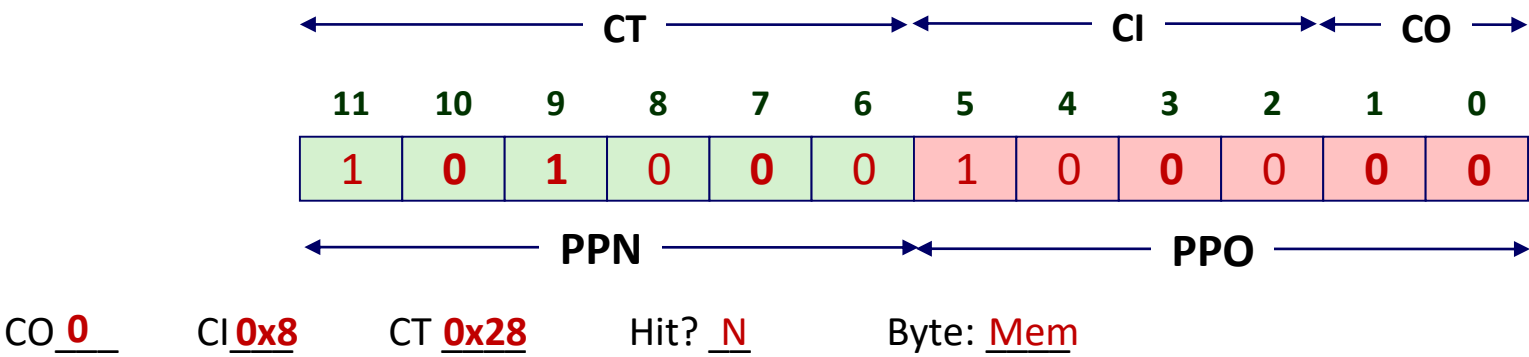 CT CI CO
11 10 9 8 7 6 5 4 3 2 1 0
1 0 1 0 0 0 1 0 0 0 0 0
PPN PPO
CO 0 CI 0x8 CT 0x28 Hit? N Byte: Mem